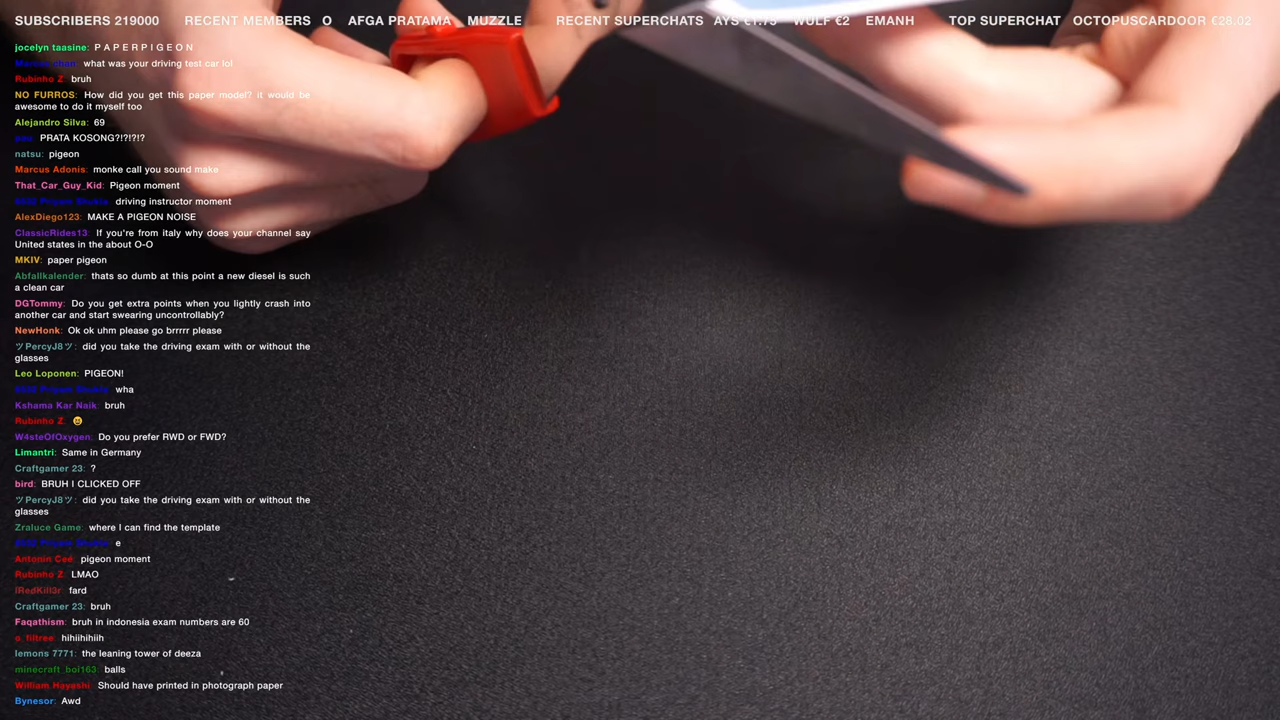 SUBSCRIBERS 219000 RECENT MEMBERS O AFGA PRATAMA MUZZLE RECENT SUPERCHATS AYS €1.79 WULF €2 EMANH TOP SUPERCHAT OCTOPUSCARDOOR €28.02
jocelyn taasine: P A P E R P I G E O N
what was your driving test car lol
Rubinho Z: bruh
NO FURROS: How did you get this paper model? it would be
awesome to do it myself too
Alejandro Silva: 69
PRATA KOSONG?!?!?!?
natsu: pigeon
Marcus Adonis: monke call you sound make
That_Car_Guy_Kid: Pigeon moment
driving instructor moment
AlexDiego123: MAKE A PIGEON NOISE
ClassicRides13: If you're from italy why does your channel say
United states in the about O-O
MKIV: paper pigeon
Abfallkalender: thats so dumb at this point a new diesel is such
a clean car
DGTommy: Do you get extra points when you lightly crash into
another car and start swearing uncontrollably?
NewHonk: Ok ok uhm please go brrrrr please
ツPercyJ8ツ: did you take the driving exam with or without the
glasses
Leo Loponen: PIGEON!
wha
Kshama Kar Naik: bruh
Rubinho Z: 😆
W4steOfOxygen: Do you prefer RWD or FWD?
Limantri: Same in Germany
Craftgamer 23: ?
bird: BRUH I CLICKED OFF
ツPercyJ8ツ: did you take the driving exam with or without the
glasses
Zraluce Game: where I can find the template
e
Antonin Cee: pigeon moment
Rubinho Z: LMAO
IRedKill3r: fard
Craftgamer 23: bruh
Faqathism: bruh in indonesia exam numbers are 60
o_filtree: hihiihihiih
lemons 7771: the leaning tower of deeza
minecraft_boi163: balls
William Hayashi: Should have printed in photograph paper
Bynesor: Awd